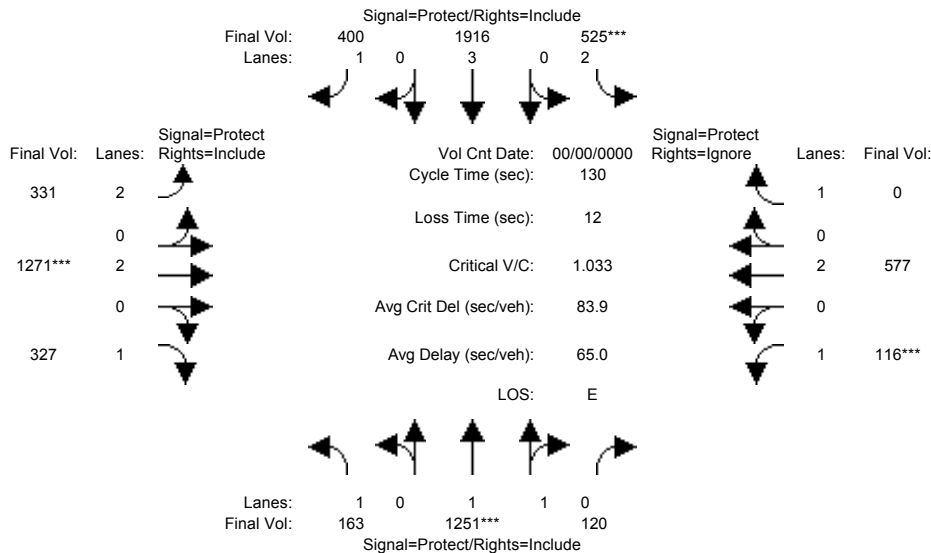 Signal=Protect/Rights=Include
Final Vol: 400 1916 525***
Lanes: 1 0 3 0 2
Signal=Protect Signal=Protect
Final Vol: Lanes: Rights=Include Vol Cnt Date: 00/00/0000 Rights=Ignore Lanes: Final Vol:
Cycle Time (sec): 130
331 2 1 0
Loss Time (sec): 12
0 0
1271*** 2 Critical V/C: 1.033 2 577
0 Avg Crit Del (sec/veh): 83.9 0
327 1 Avg Delay (sec/veh): 65.0 1 116***
LOS: E
Lanes: 1 0 1 1 0
Final Vol: 163 1251*** 120
Signal=Protect/Rights=Include